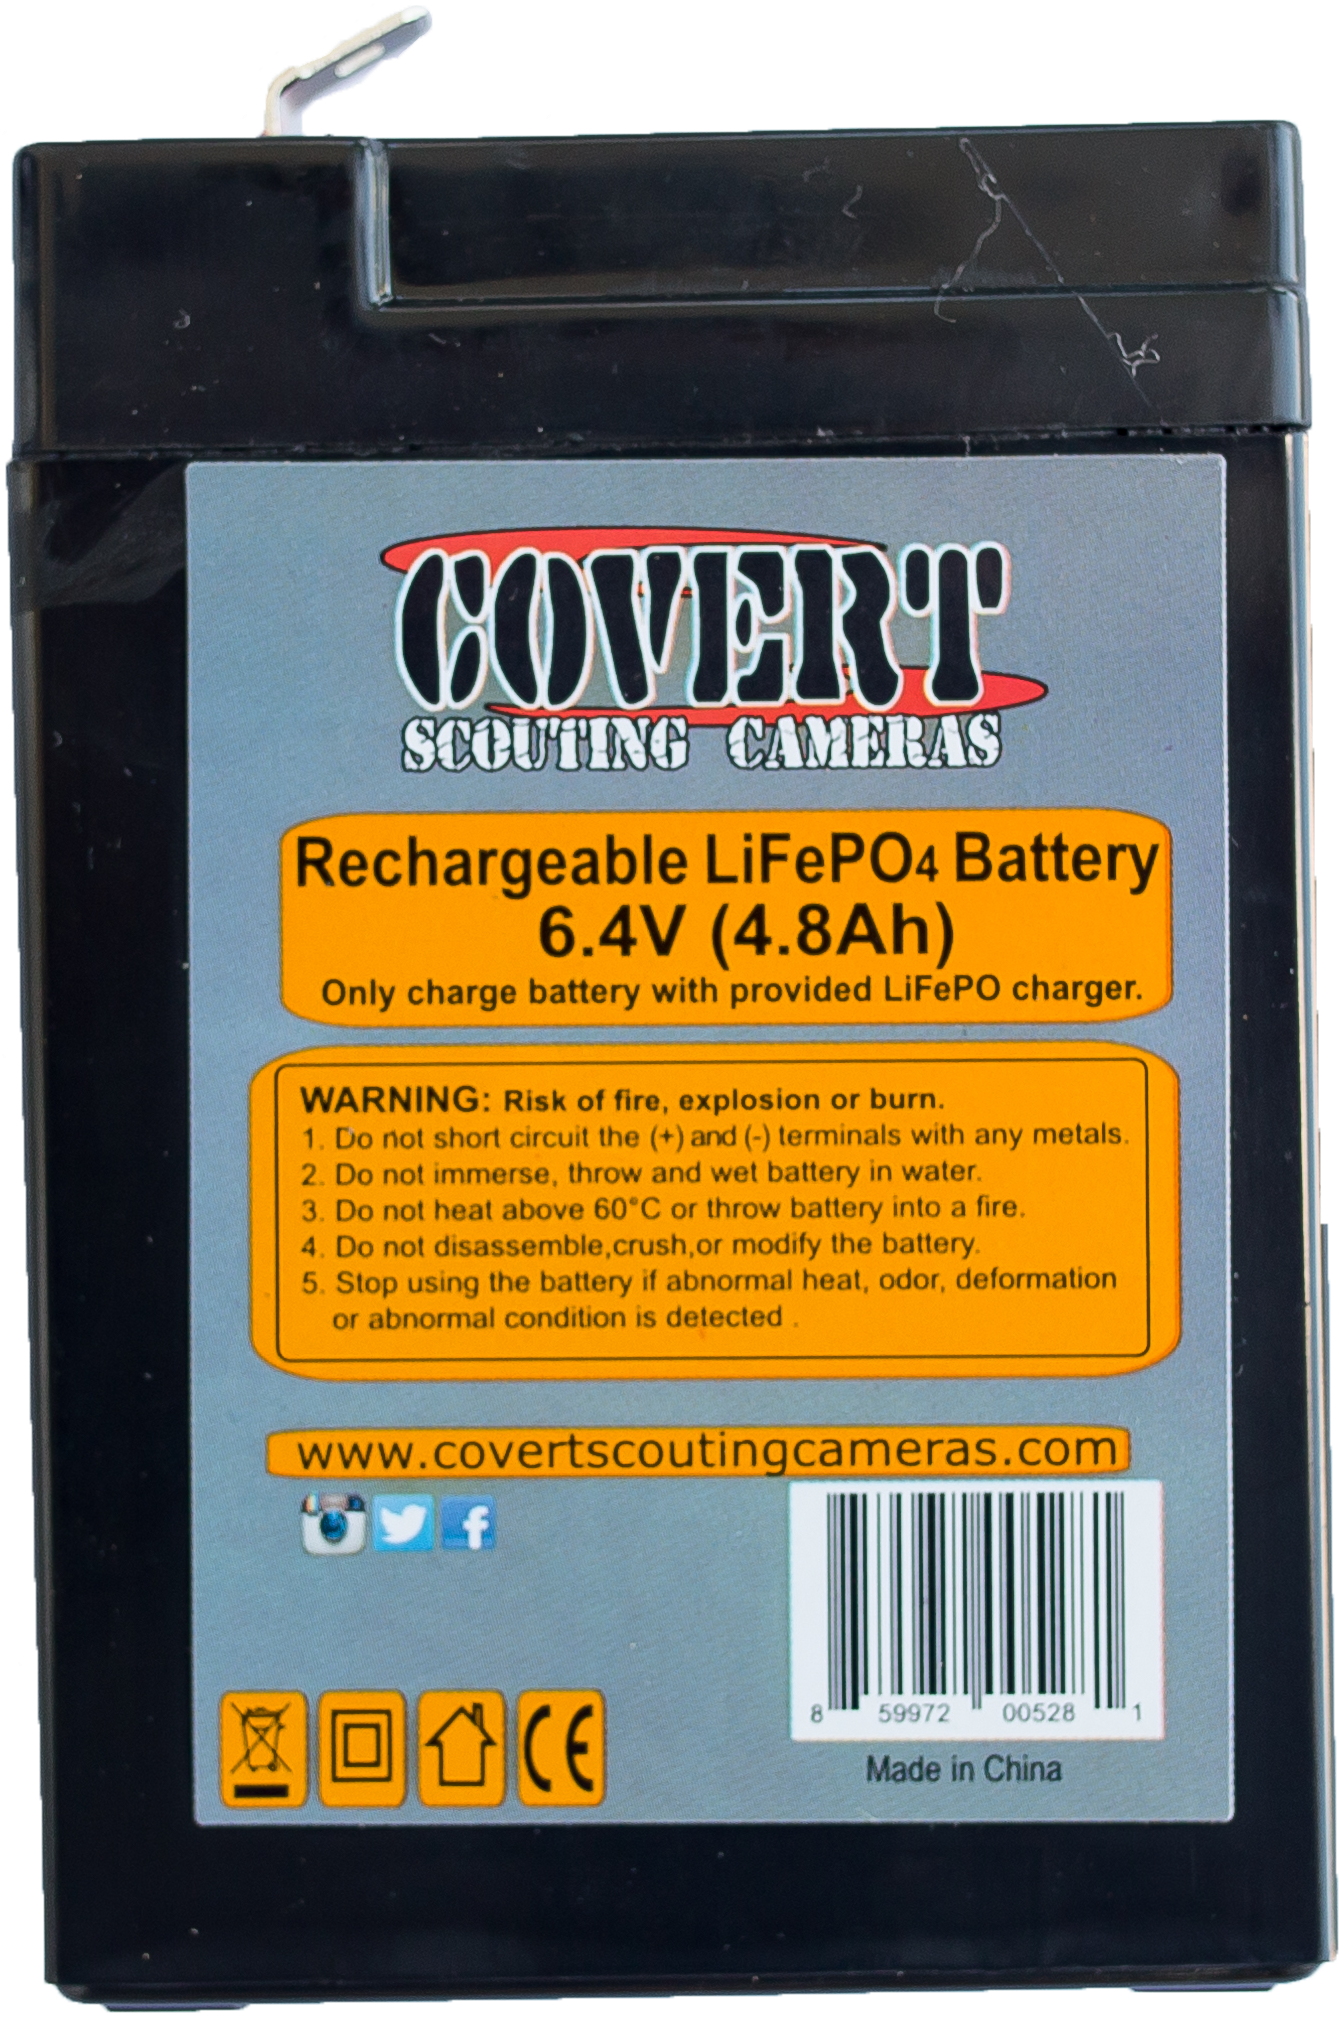 COVERT
SCOUTING CAMERAS
Rechargeable LiFePO4 Battery
6.4V (4.8Ah)
Only charge battery with provided LiFePO charger.
WARNING: Risk of fire, explosion or burn.
1. Do not short circuit the (+) and (-) terminals with any metals.
2. Do not immerse, throw and wet battery in water.
3. Do not heat above 60°C or throw battery into a fire.
4. Do not disassemble,crush,or modify the battery.
5. Stop using the battery if abnormal heat, odor, deformation
or abnormal condition is detected .
www.covertscoutingcameras.com
8 59972 00528 1
Made in China
CE